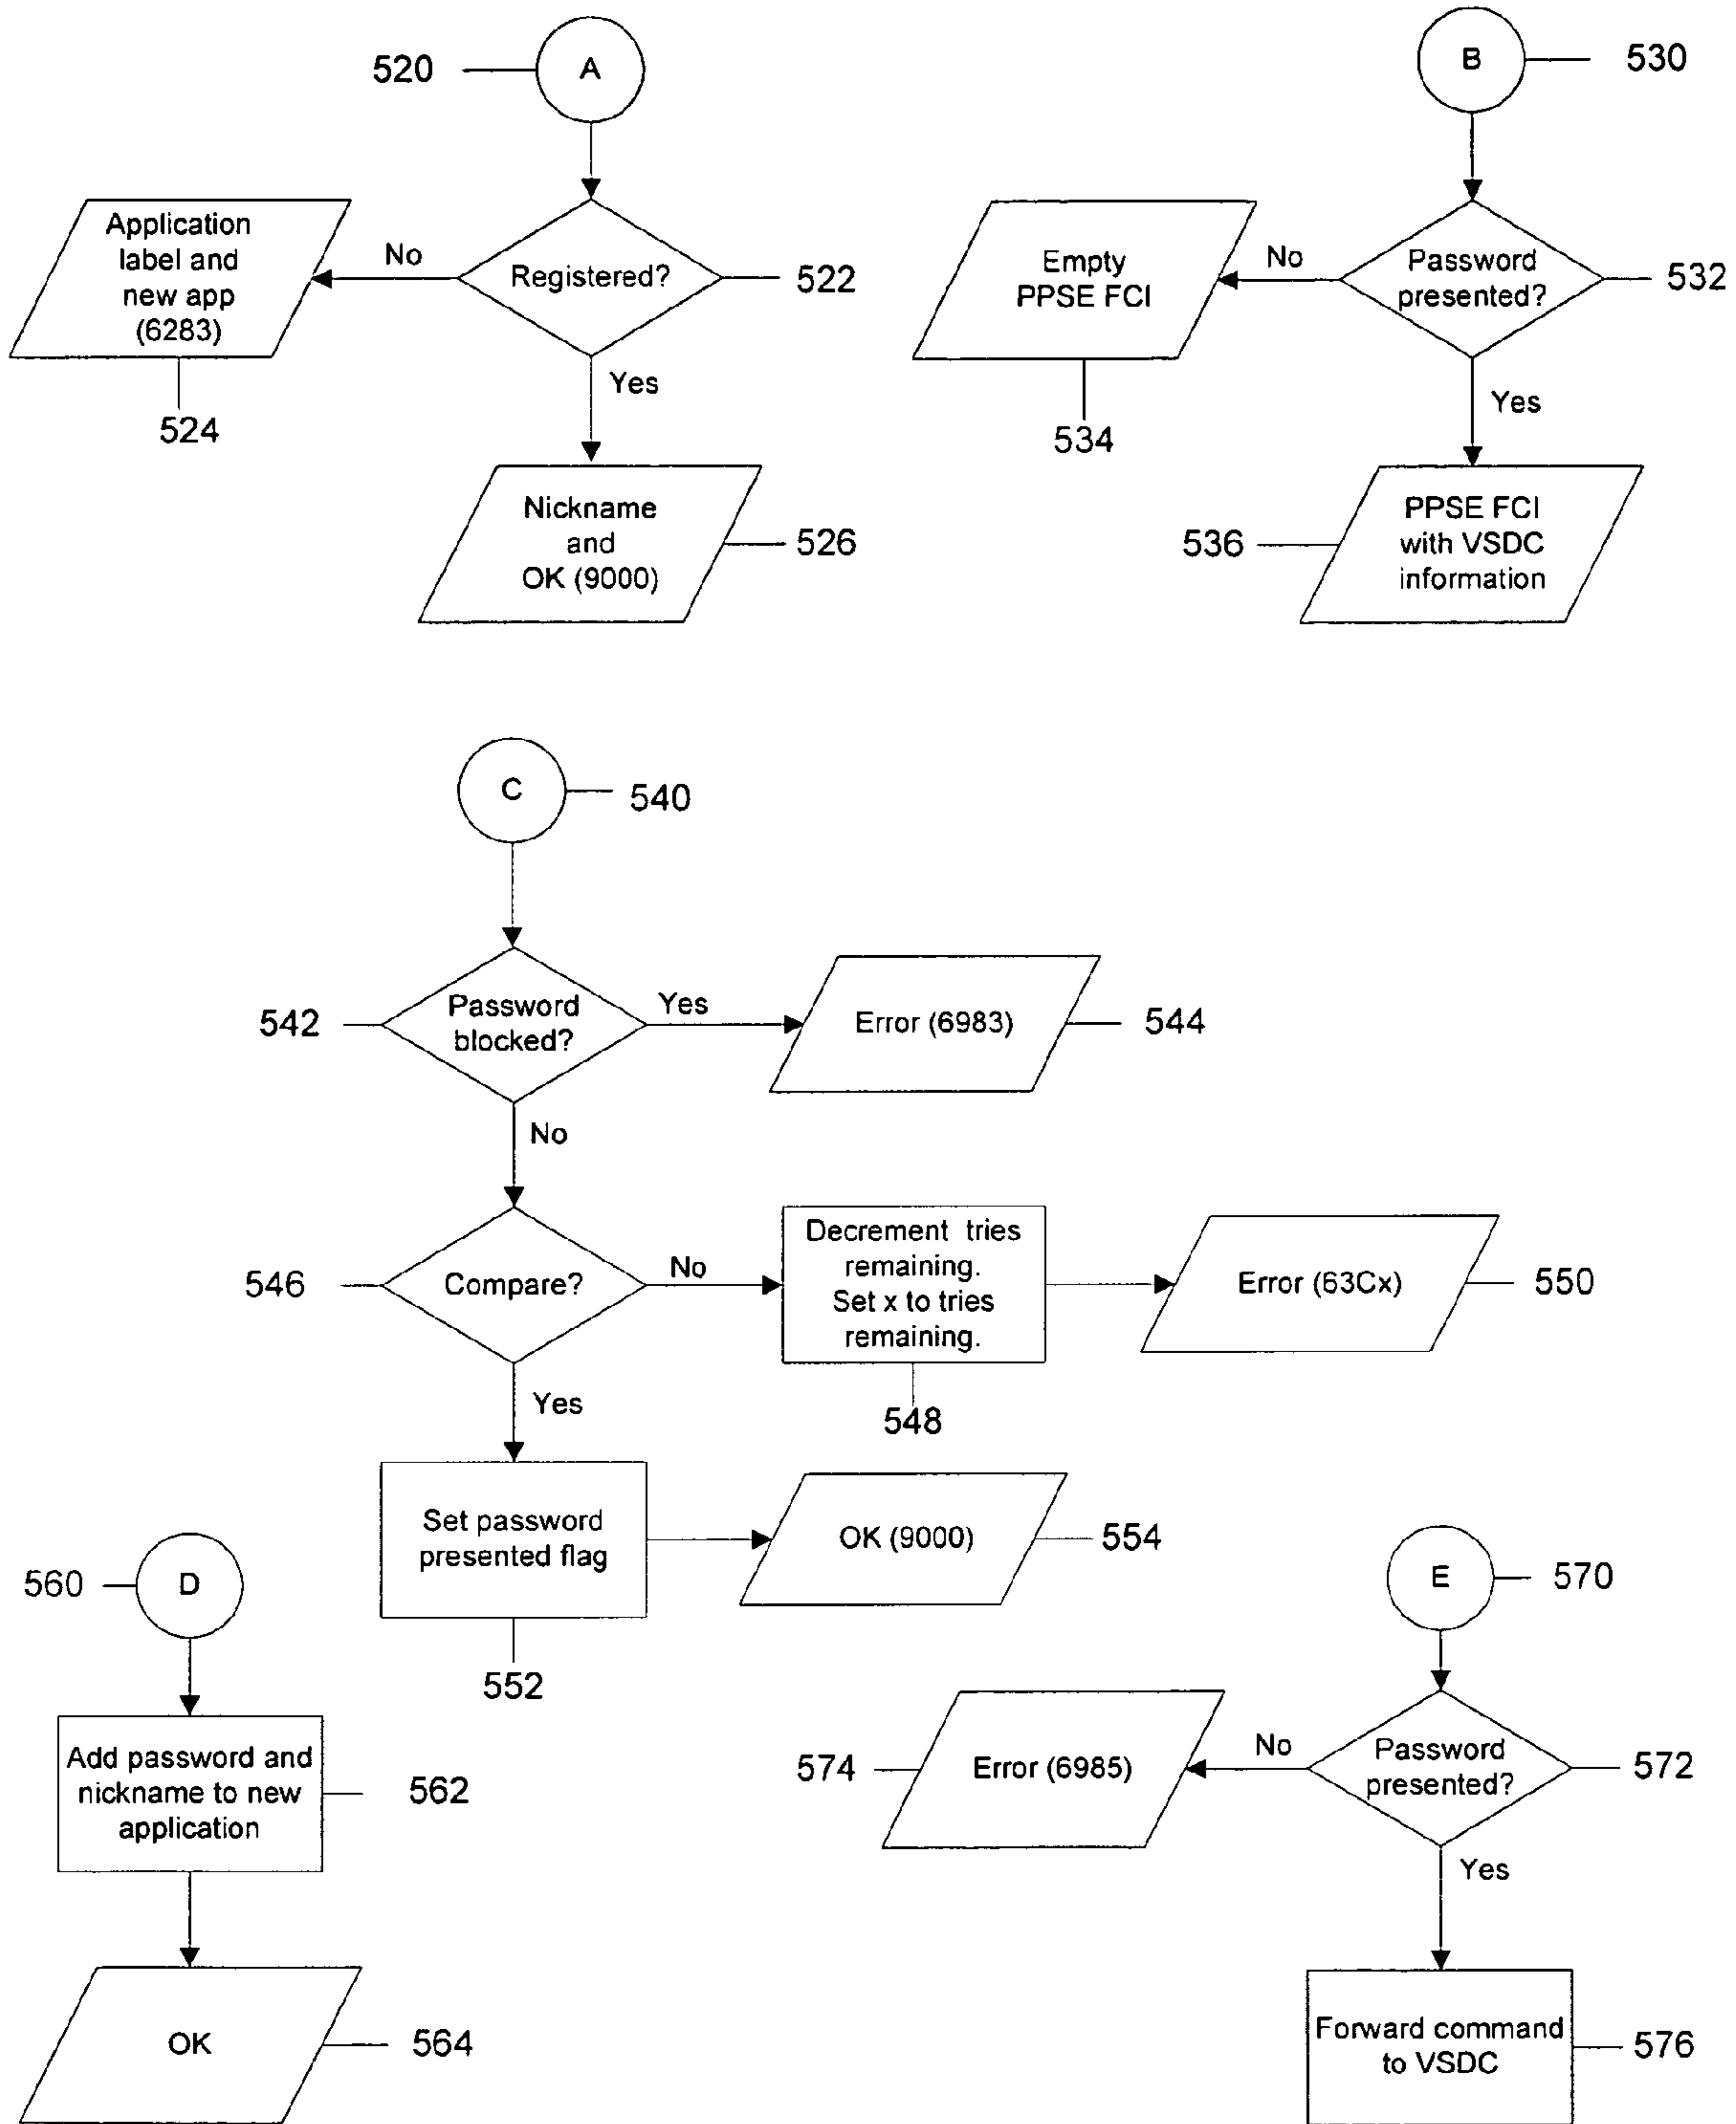 520
A
B
530
Application
label and
new app
(6283)
No
Registered?
522
Empty
PPSE FCI
No
Password
presented?
532
524
Yes
534
Yes
Nickname
and
OK (9000)
526
536
PPSE FCI
with VSDC
information
C
540
542
Password
blocked?
Yes
Error (6983)
544
No
546
Compare?
No
Decrement tries
remaining.
Set x to tries
remaining.
Error (63Cx)
550
548
Yes
Set password
presented flag
OK (9000)
554
552
560
D
E
570
Add password and
nickname to new
application
562
574
Error (6985)
No
Password
presented?
572
Yes
OK
564
Forward command
to VSDC
576